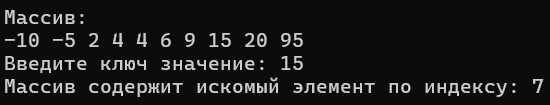 Массив:
-10 -5 2 4 4 6 9 15 20 95
Введите ключ значение: 15
Массив содержит искомый элемент по индексу: 7